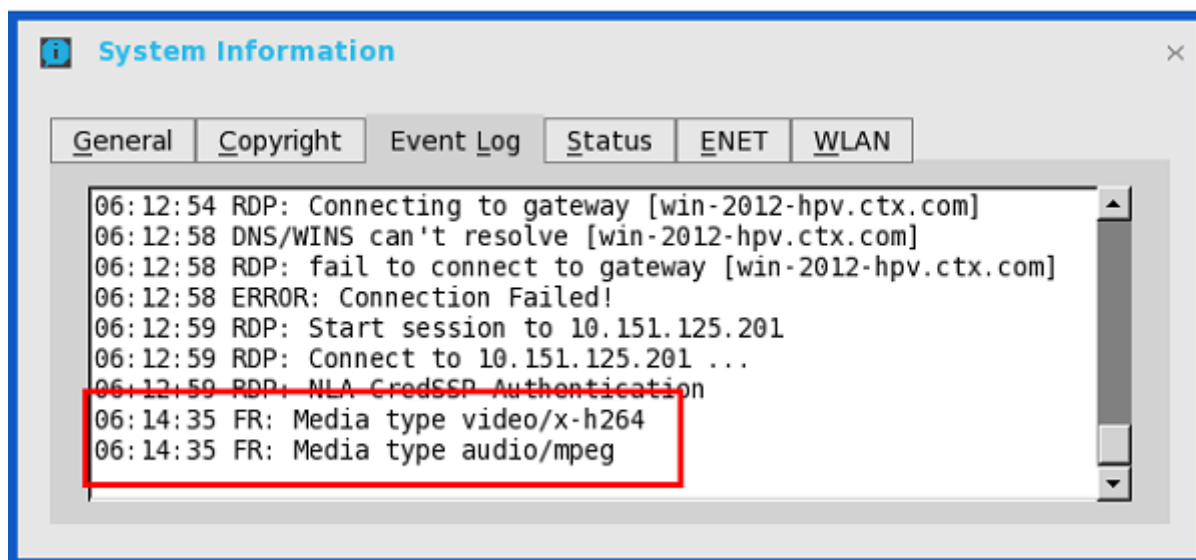 System Information
General Copyright Event Log Status ENET WLAN
06:12:54 RDP: Connecting to gateway [win-2012-hpv.ctx.com]
06:12:58 DNS/WINS can't resolve [win-2012-hpv.ctx.com]
06:12:58 RDP: fail to connect to gateway [win-2012-hpv.ctx.com]
06:12:58 ERROR: Connection Failed!
06:12:59 RDP: Start session to 10.151.125.201
06:12:59 RDP: Connect to 10.151.125.201 ...
06:12:59 RDP: NLA CredSSP Authentication
06:14:35 FR: Media type video/x-h264
06:14:35 FR: Media type audio/mpeg